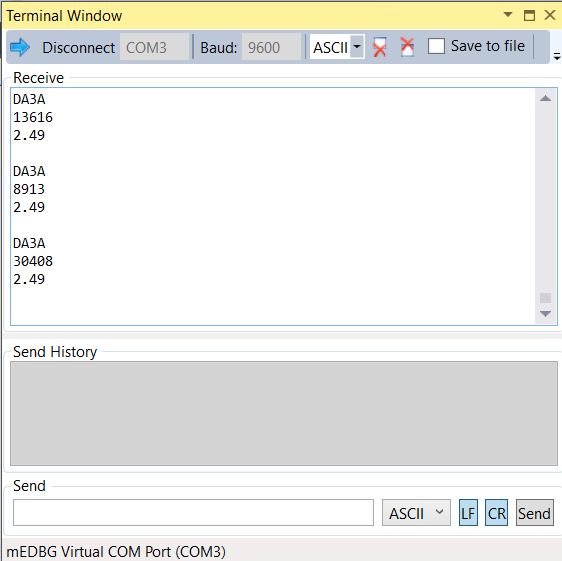 Terminal Window
Disconnect COM3 Baud: 9600 ASCII Save to file
Receive
DA3A
13616
2.49
DA3A
8913
2.49
DA3A
30408
2.49
Send History
Send
ASCII LF CR Send
mEDBG Virtual COM Port (COM3)